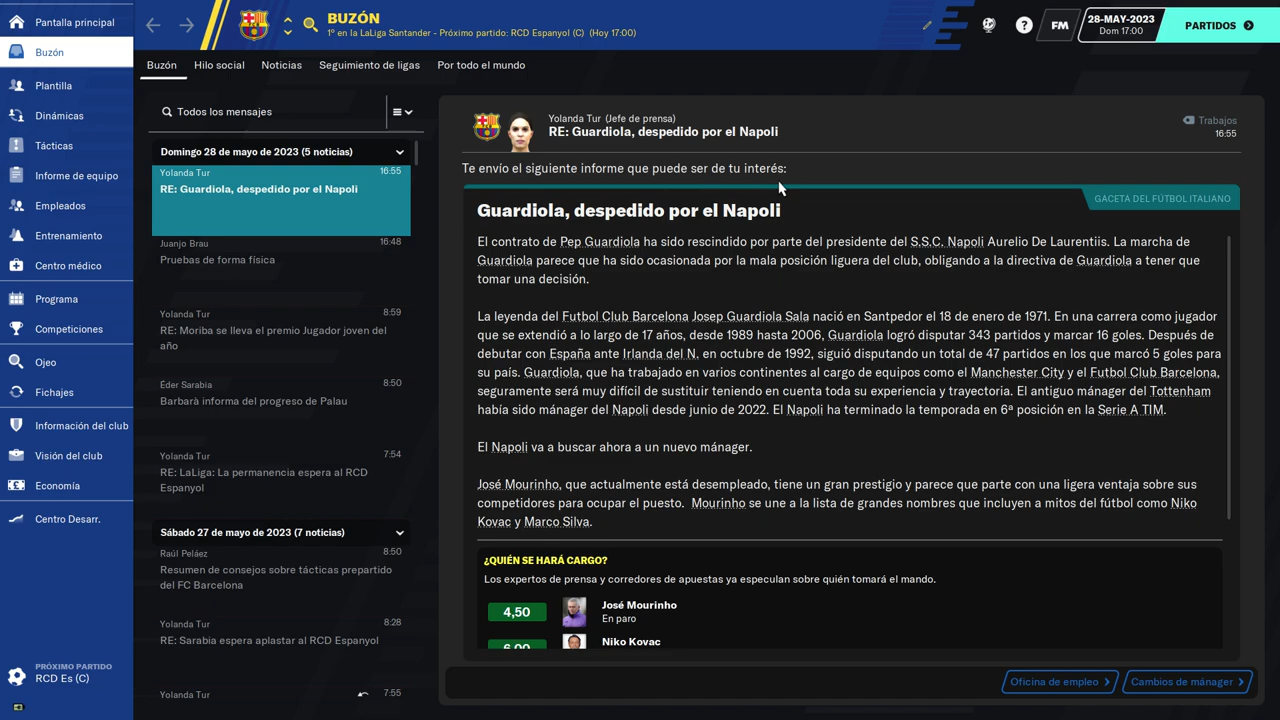 Pantalla principal
Buzón
Plantilla
Dinámicas
Tácticas
Informe de equipo
Empleados
Entrenamiento
Centro médico
Programa
Competiciones
Ojeo
Fichajes
Información del club
Visión del club
Economía
Centro Desarr.
PRÓXIMO PARTIDO
RCD Es (C)
BUZÓN
1º en la LaLiga Santander - Próximo partido: RCD Espanyol (C) (Hoy 17:00)
FM
28-MAY-2023
Dom 17:00
PARTIDOS
Buzón Hilo social Noticias Seguimiento de ligas Por todo el mundo
Todos los mensajes
Domingo 28 de mayo de 2023 (5 noticias)
Yolanda Tur 16:55
RE: Guardiola, despedido por el Napoli
Juanjo Brau 16:48
Pruebas de forma física
Yolanda Tur 8:59
RE: Moriba se lleva el premio Jugador joven del
año
Éder Sarabia 8:50
Barbarà informa del progreso de Palau
Yolanda Tur 7:54
RE: LaLiga: La permanencia espera al RCD
Espanyol
Sábado 27 de mayo de 2023 (7 noticias)
Raúl Peláez 8:50
Resumen de consejos sobre tácticas prepartido
del FC Barcelona
Yolanda Tur 8:28
RE: Sarabia espera aplastar al RCD Espanyol
Yolanda Tur 7:55
Yolanda Tur (Jefe de prensa)
RE: Guardiola, despedido por el Napoli
Trabajos
16:55
Te envío el siguiente informe que puede ser de tu interés:
GACETA DEL FÚTBOL ITALIANO
Guardiola, despedido por el Napoli
El contrato de Pep Guardiola ha sido rescindido por parte del presidente del S.S.C. Napoli Aurelio De Laurentiis. La marcha de
Guardiola parece que ha sido ocasionada por la mala posición liguera del club, obligando a la directiva de Guardiola a tener que
tomar una decisión.
La leyenda del Futbol Club Barcelona Josep Guardiola Sala nació en Santpedor el 18 de enero de 1971. En una carrera como jugador
que se extendió a lo largo de 17 años, desde 1989 hasta 2006, Guardiola logró disputar 343 partidos y marcar 16 goles. Después de
debutar con España ante Irlanda del N. en octubre de 1992, siguió disputando un total de 47 partidos en los que marcó 5 goles para
su país. Guardiola, que ha trabajado en varios continentes al cargo de equipos como el Manchester City y el Futbol Club Barcelona,
seguramente será muy difícil de sustituir teniendo en cuenta toda su experiencia y trayectoria. El antiguo mánager del Tottenham
había sido mánager del Napoli desde junio de 2022. El Napoli ha terminado la temporada en 6ª posición en la Serie A TIM.
El Napoli va a buscar ahora a un nuevo mánager.
José Mourinho, que actualmente está desempleado, tiene un gran prestigio y parece que parte con una ligera ventaja sobre sus
competidores para ocupar el puesto. Mourinho se une a la lista de grandes nombres que incluyen a mitos del fútbol como Niko
Kovac y Marco Silva.
¿QUIÉN SE HARÁ CARGO?
Los expertos de prensa y corredores de apuestas ya especulan sobre quién tomará el mando.
4,50
José Mourinho
En paro
6,00
Niko Kovac
Oficina de empleo
Cambios de mánager